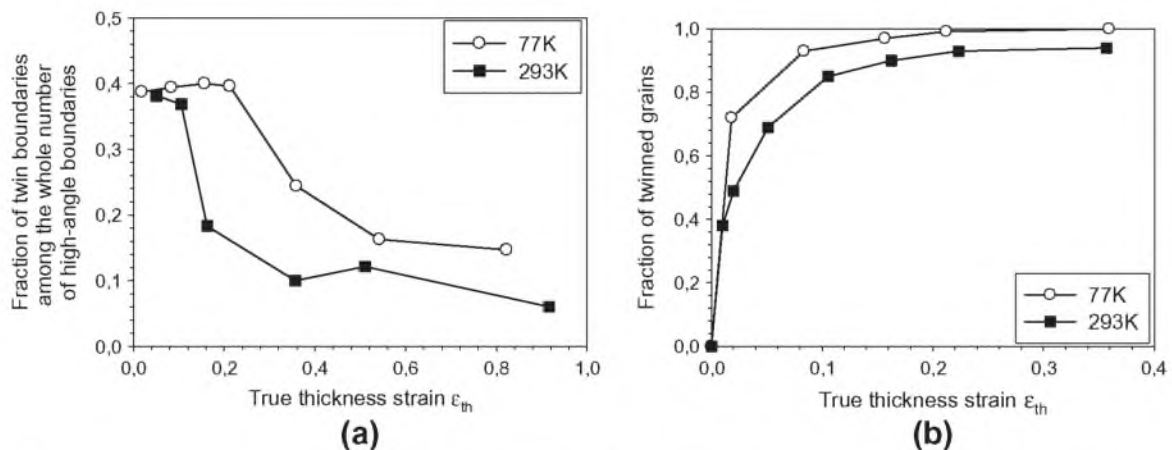 Fraction of twin boundaries
among the whole number
of high-angle boundaries
0,5
0,4
0,3
0,2
0,1
0,0
77K
293K
0,0 0,2 0,4 0,6 0,8 1,0
True thickness strain εth
(a)
Fraction of twinned grains
1,0
0,8
0,6
0,4
0,2
0,0
77K
293K
0,0 0,1 0,2 0,3 0,4
True thickness strain εth
(b)